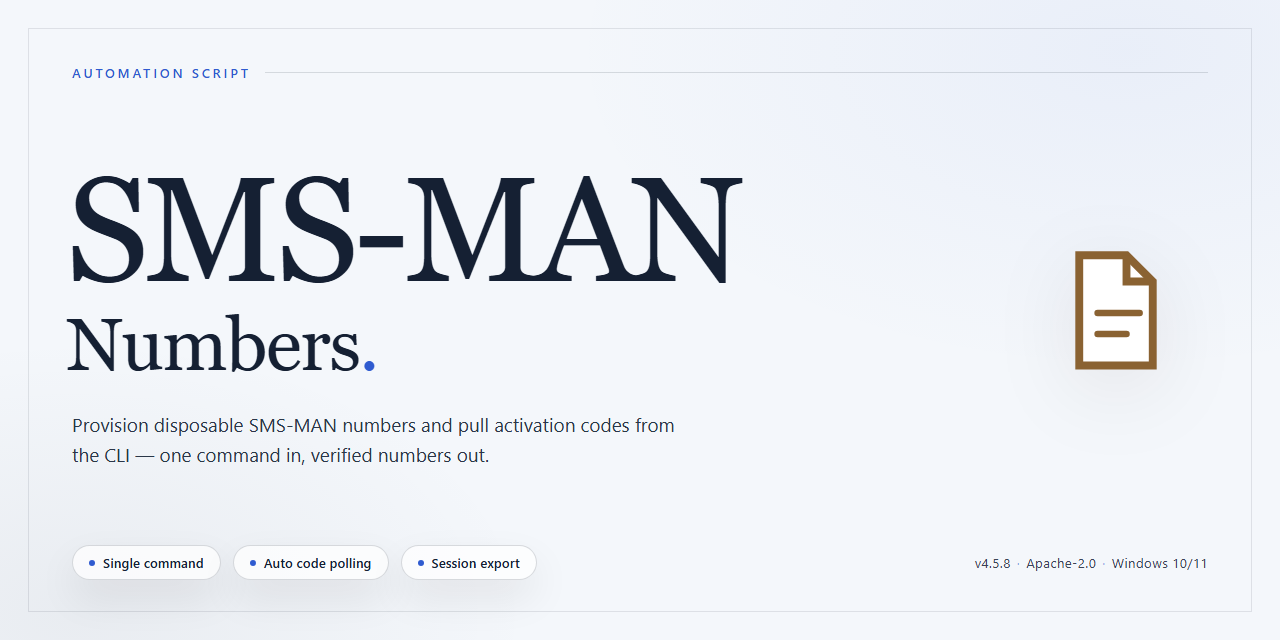 AUTOMATION SCRIPT
SMS-MAN
Numbers.
Provision disposable SMS-MAN numbers and pull activation codes from
the CLI — one command in, verified numbers out.
Single command
Auto code polling
Session export
v4.5.8 · Apache-2.0 · Windows 10/11